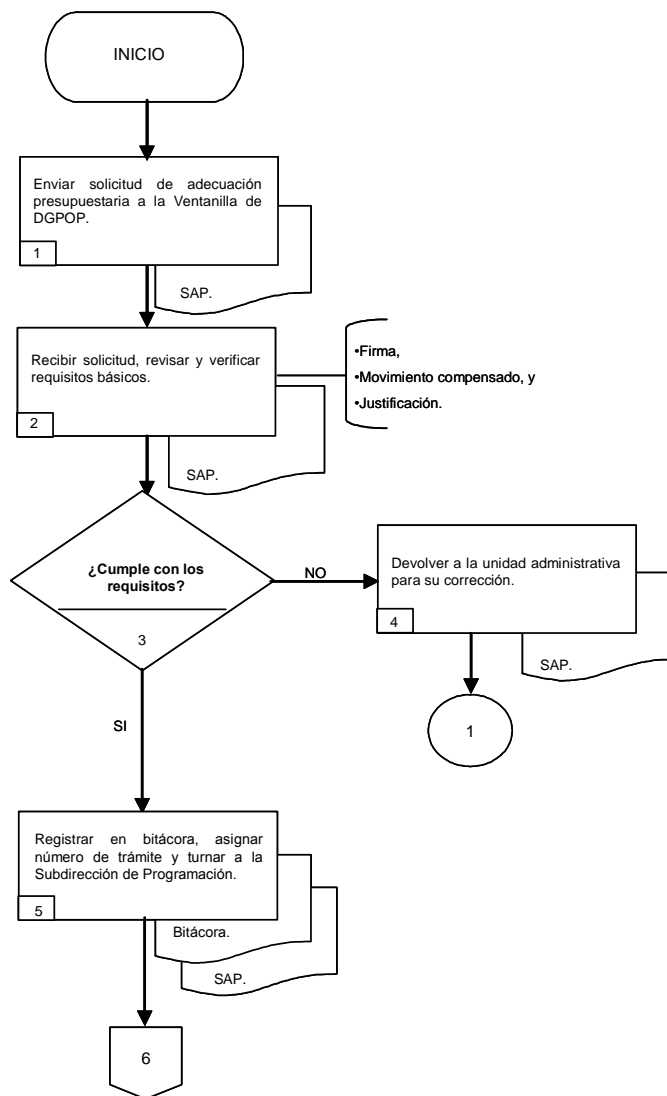 INICIO
Enviar solicitud de adecuación
presupuestaria a la Ventanilla de
DGPOP.
1
SAP.
Recibir solicitud, revisar y verificar
requisitos básicos.
2
SAP.
•Firma,
•Movimiento compensado, y
•Justificación.
¿Cumple con los
requisitos?
3
NO
Devolver a la unidad administrativa
para su corrección.
4
SAP.
1
SI
Registrar en bitácora, asignar
número de trámite y turnar a la
Subdirección de Programación.
5
Bitácora.
SAP.
6